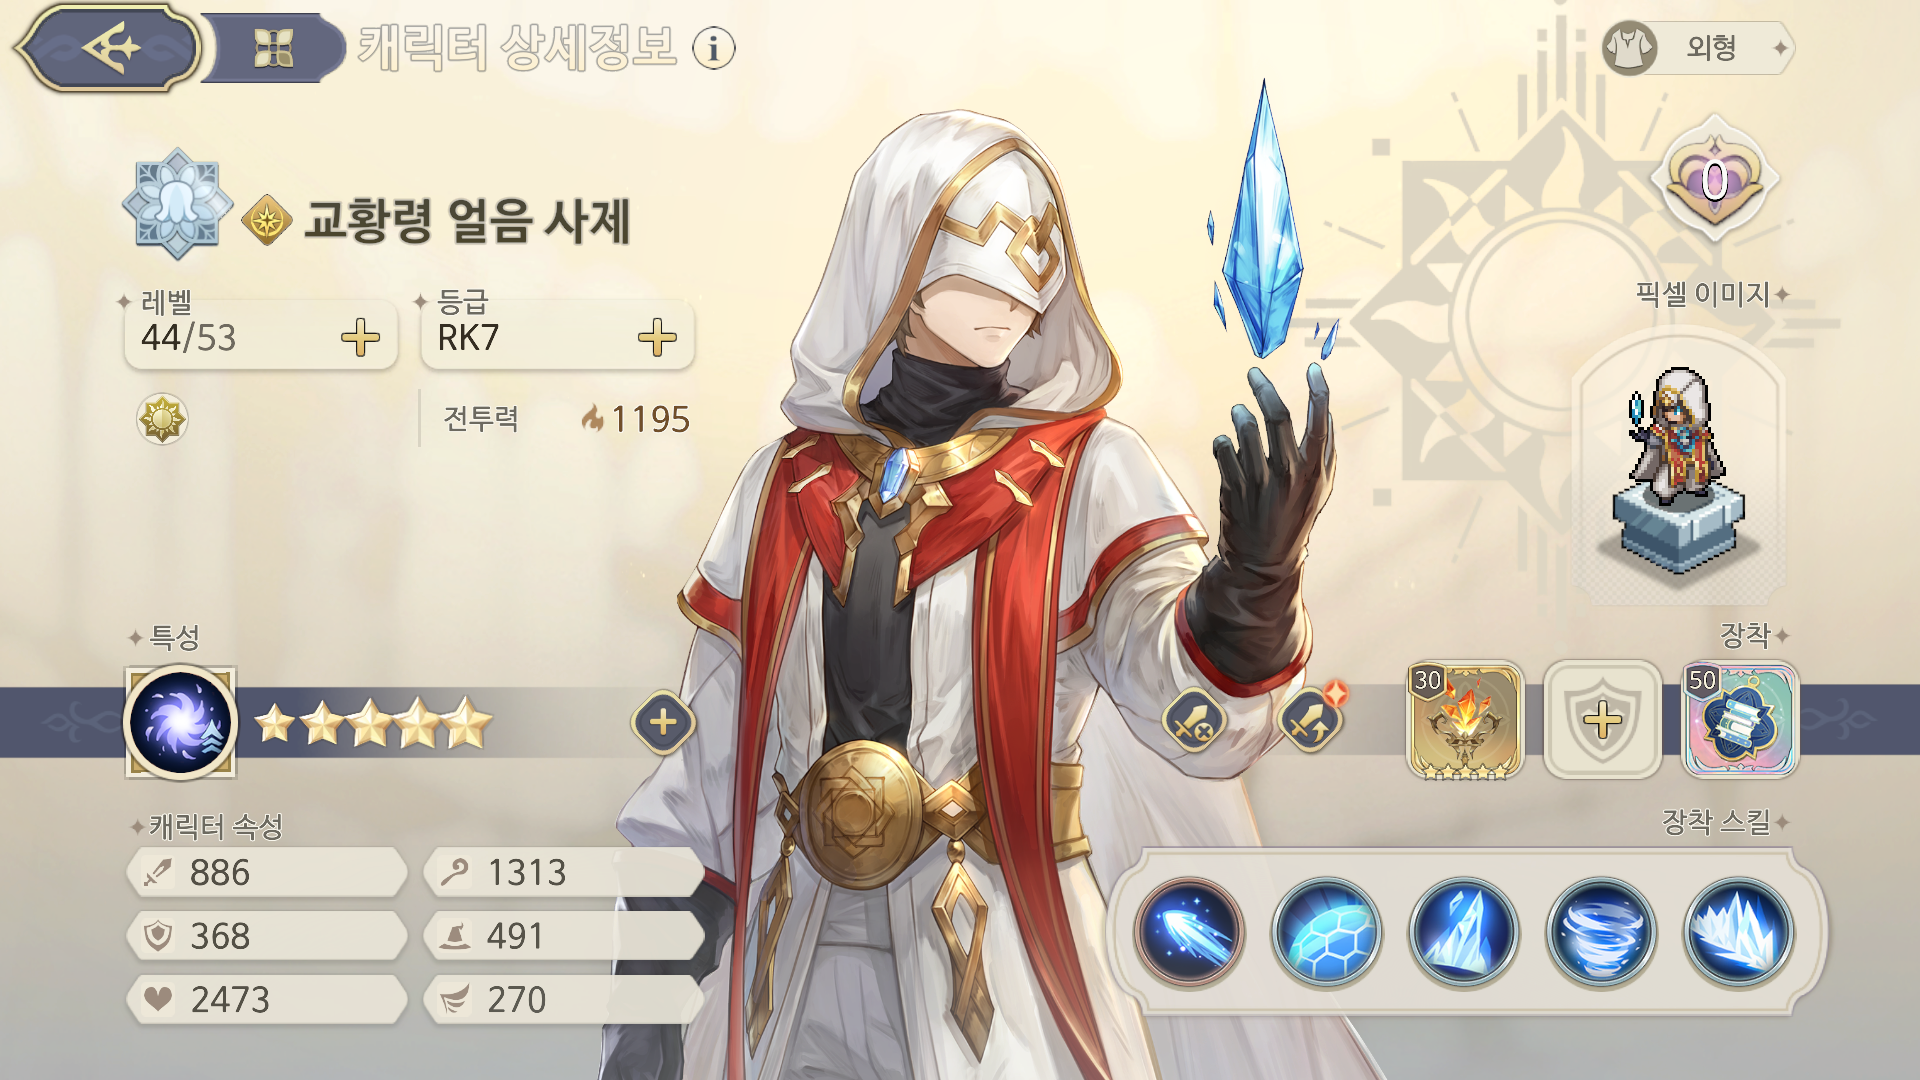 캐릭터 상세정보
외형
0
교황령 얼음 사제
레벨
44/53
등급
RK7
전투력
1195
픽셀 이미지
특성
장착
30
50
캐릭터 속성
장착 스킬
886
1313
368
491
2473
270